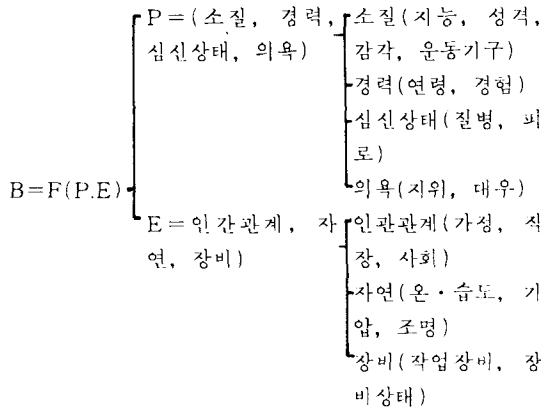 P=(소질, 경력,
심신상태, 의욕)
소질(지능, 성격,
감각, 운동기구)
경력(연령, 경험)
심신상태(질병, 피
로)
의욕(지위, 대우)
B=F(P.E)
E=인간관계, 자
연, 장비)
인관관계(가정, 직
장, 사회)
자연(온·습도, 기
압, 조명)
장비(작업장비, 장
비상태)